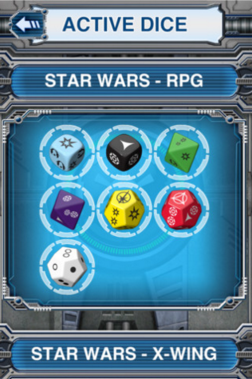 ACTIVE DICE
STAR WARS - RPG
STAR WARS - X-WING